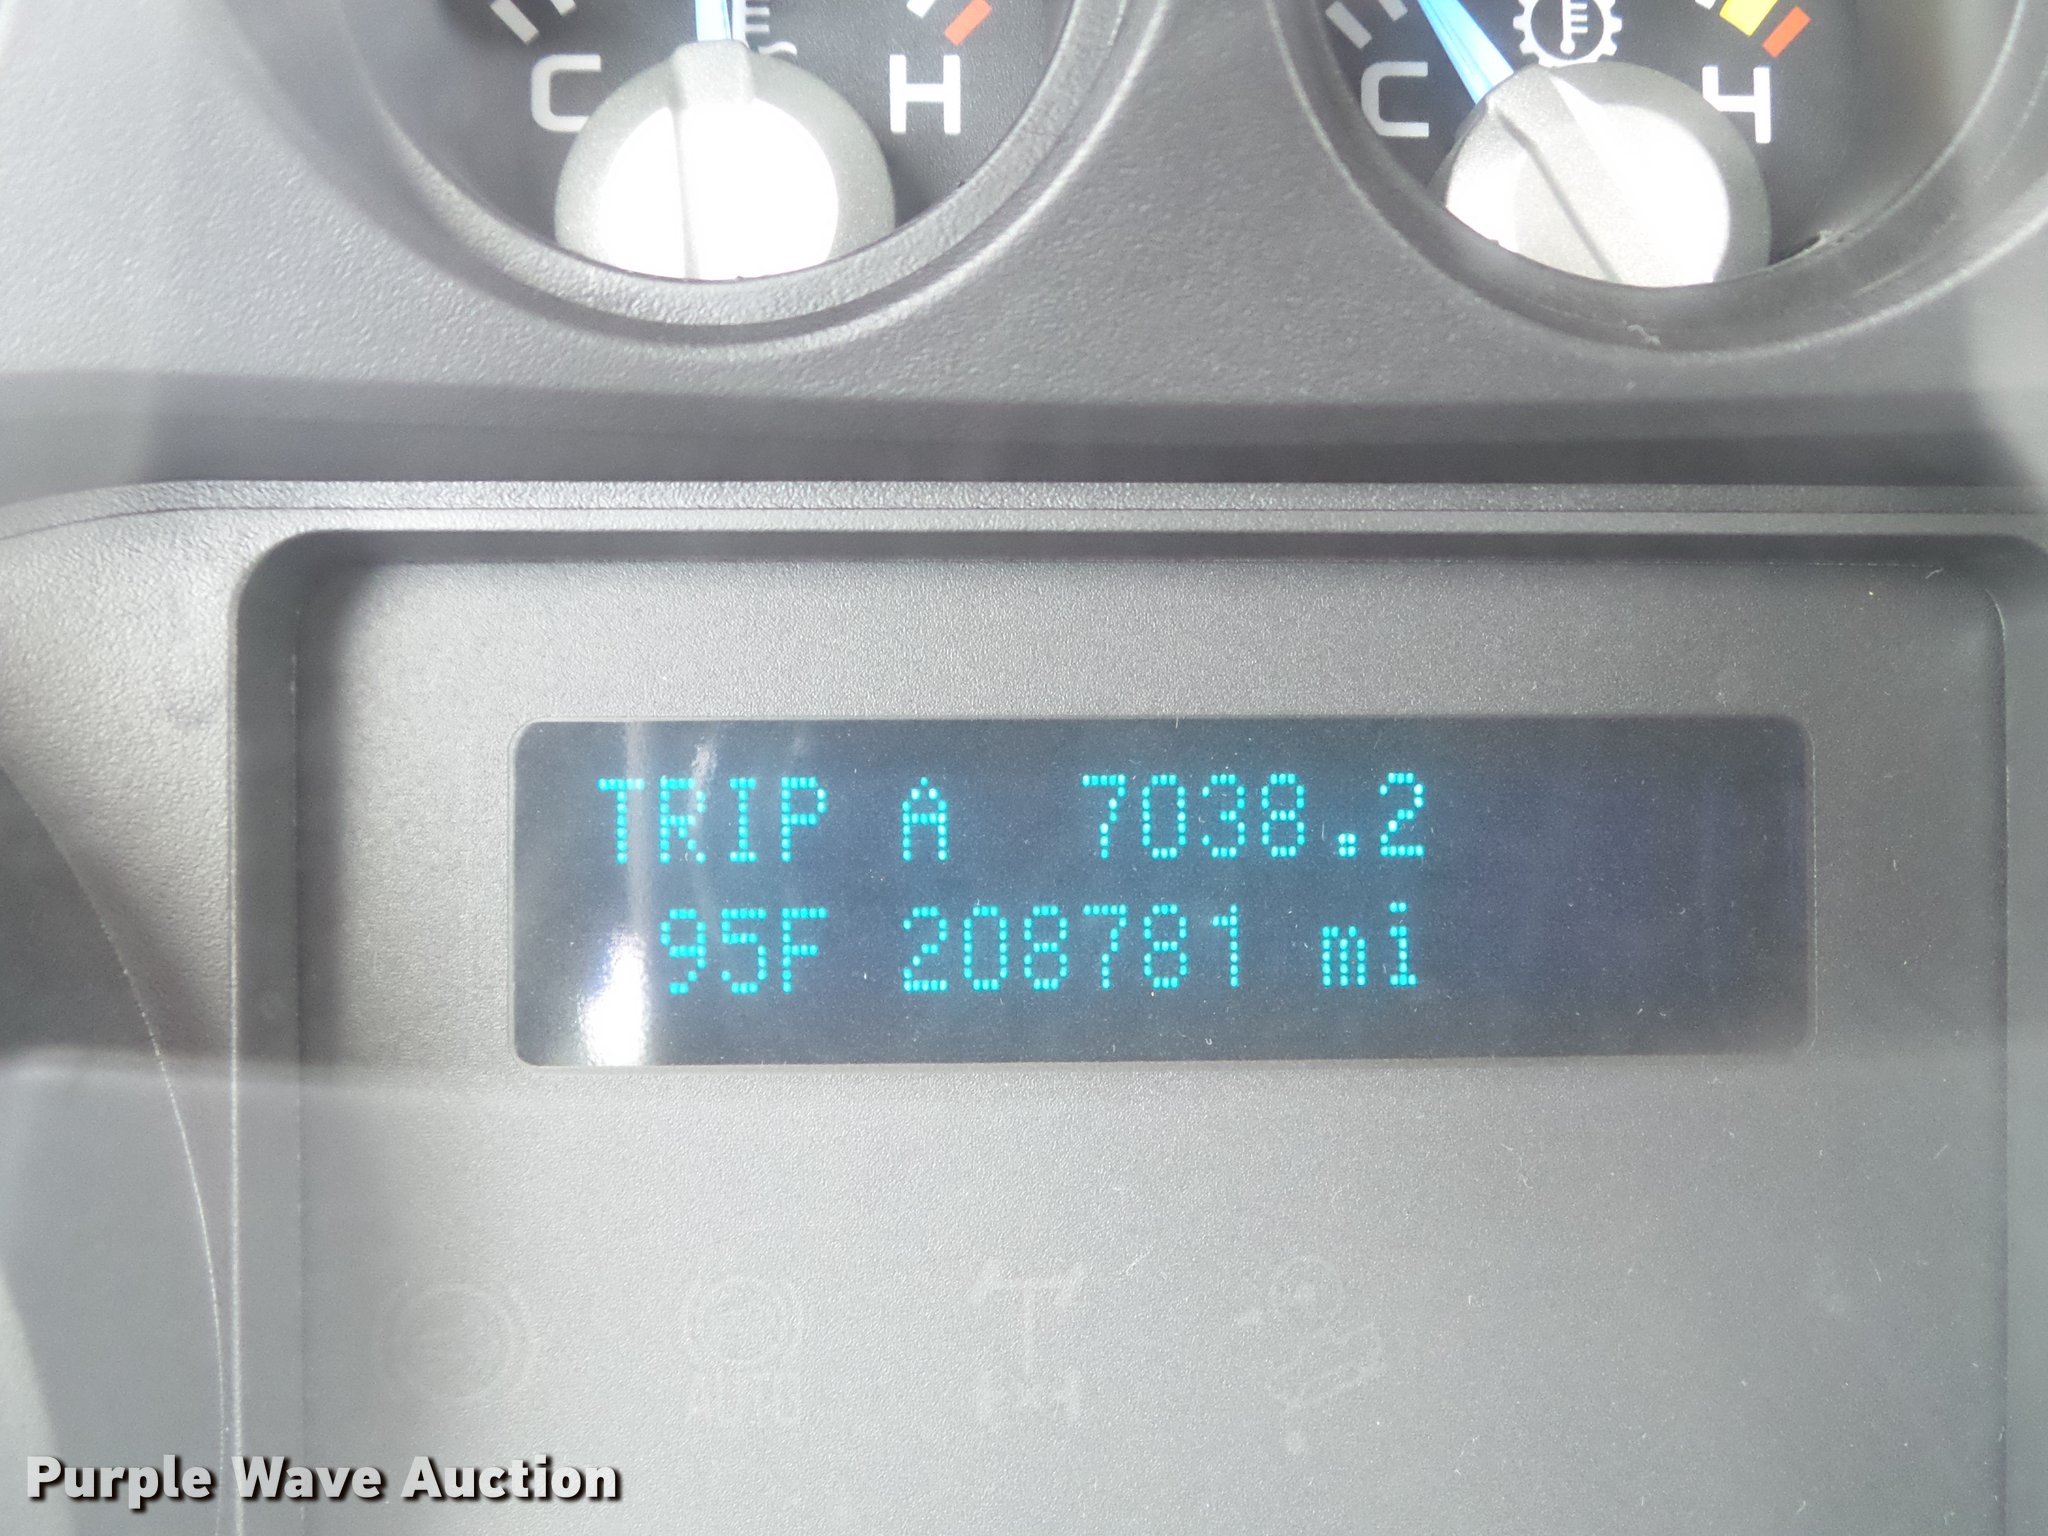 C H C H
TRIP A 7038.2
95F 208781 mi
Purple Wave Auction